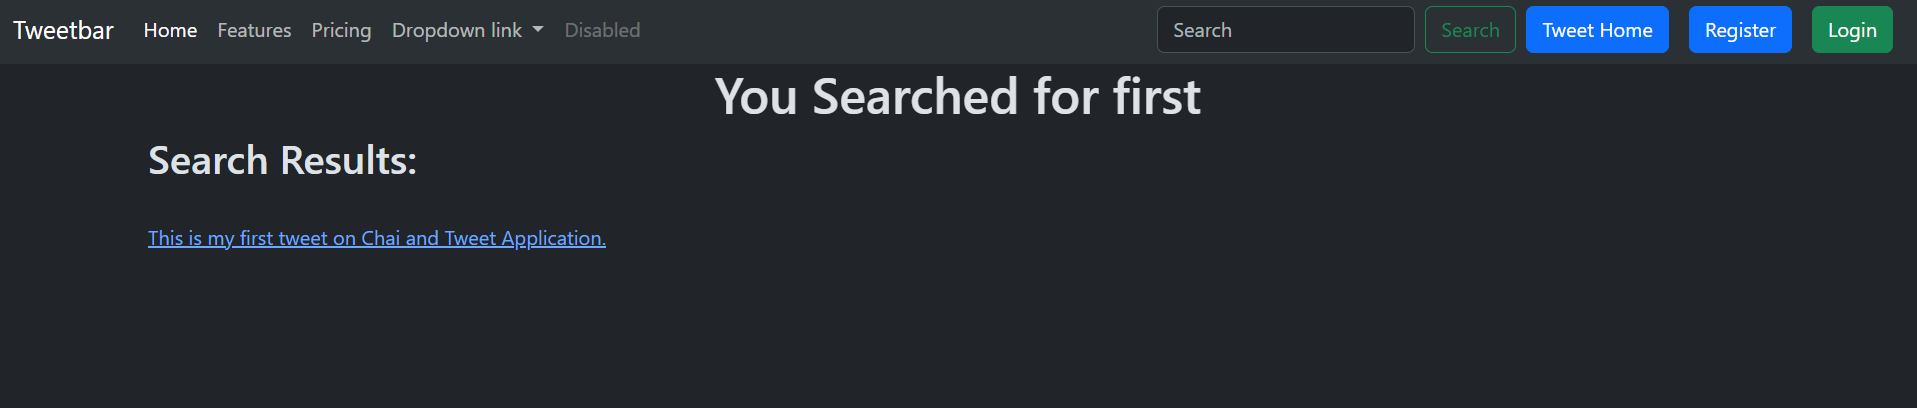 Tweetbar Home Features Pricing Dropdown link Disabled Search Search Tweet Home Register Login
You Searched for first
Search Results:
This is my first tweet on Chai and Tweet Application.